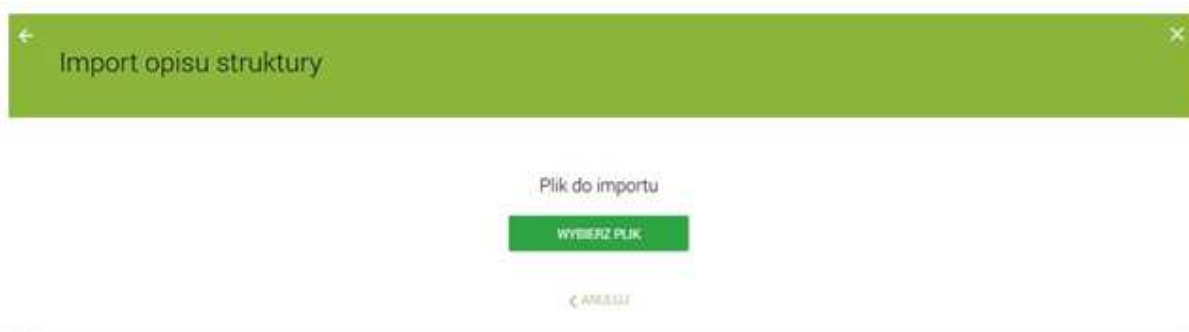 Import opisu struktury
Plik do importu
WYBIERZ PLIK
ANULUJ